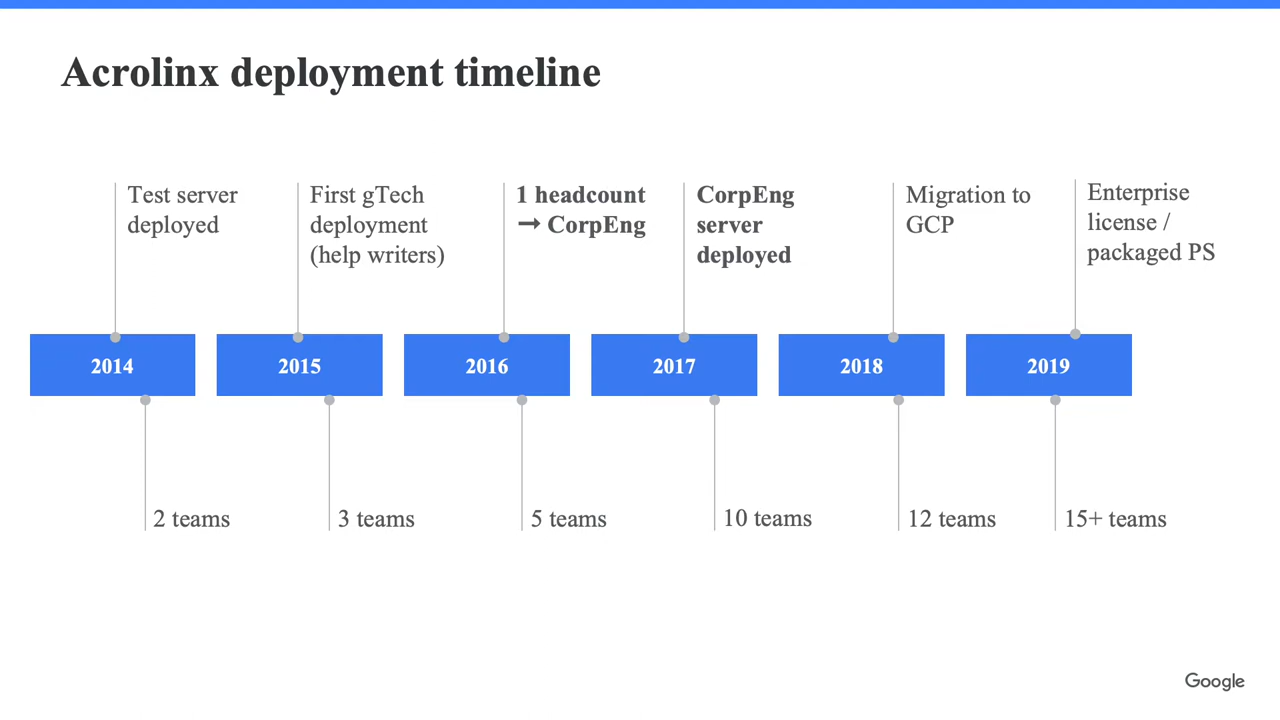 Acrolinx deployment timeline
Test server
deployed
First gTech
deployment
(help writers)
1 headcount
→ CorpEng
CorpEng
server
deployed
Migration to
GCP
Enterprise
license /
packaged PS
2014
2015
2016
2017
2018
2019
2 teams
3 teams
5 teams
10 teams
12 teams
15+ teams
Google